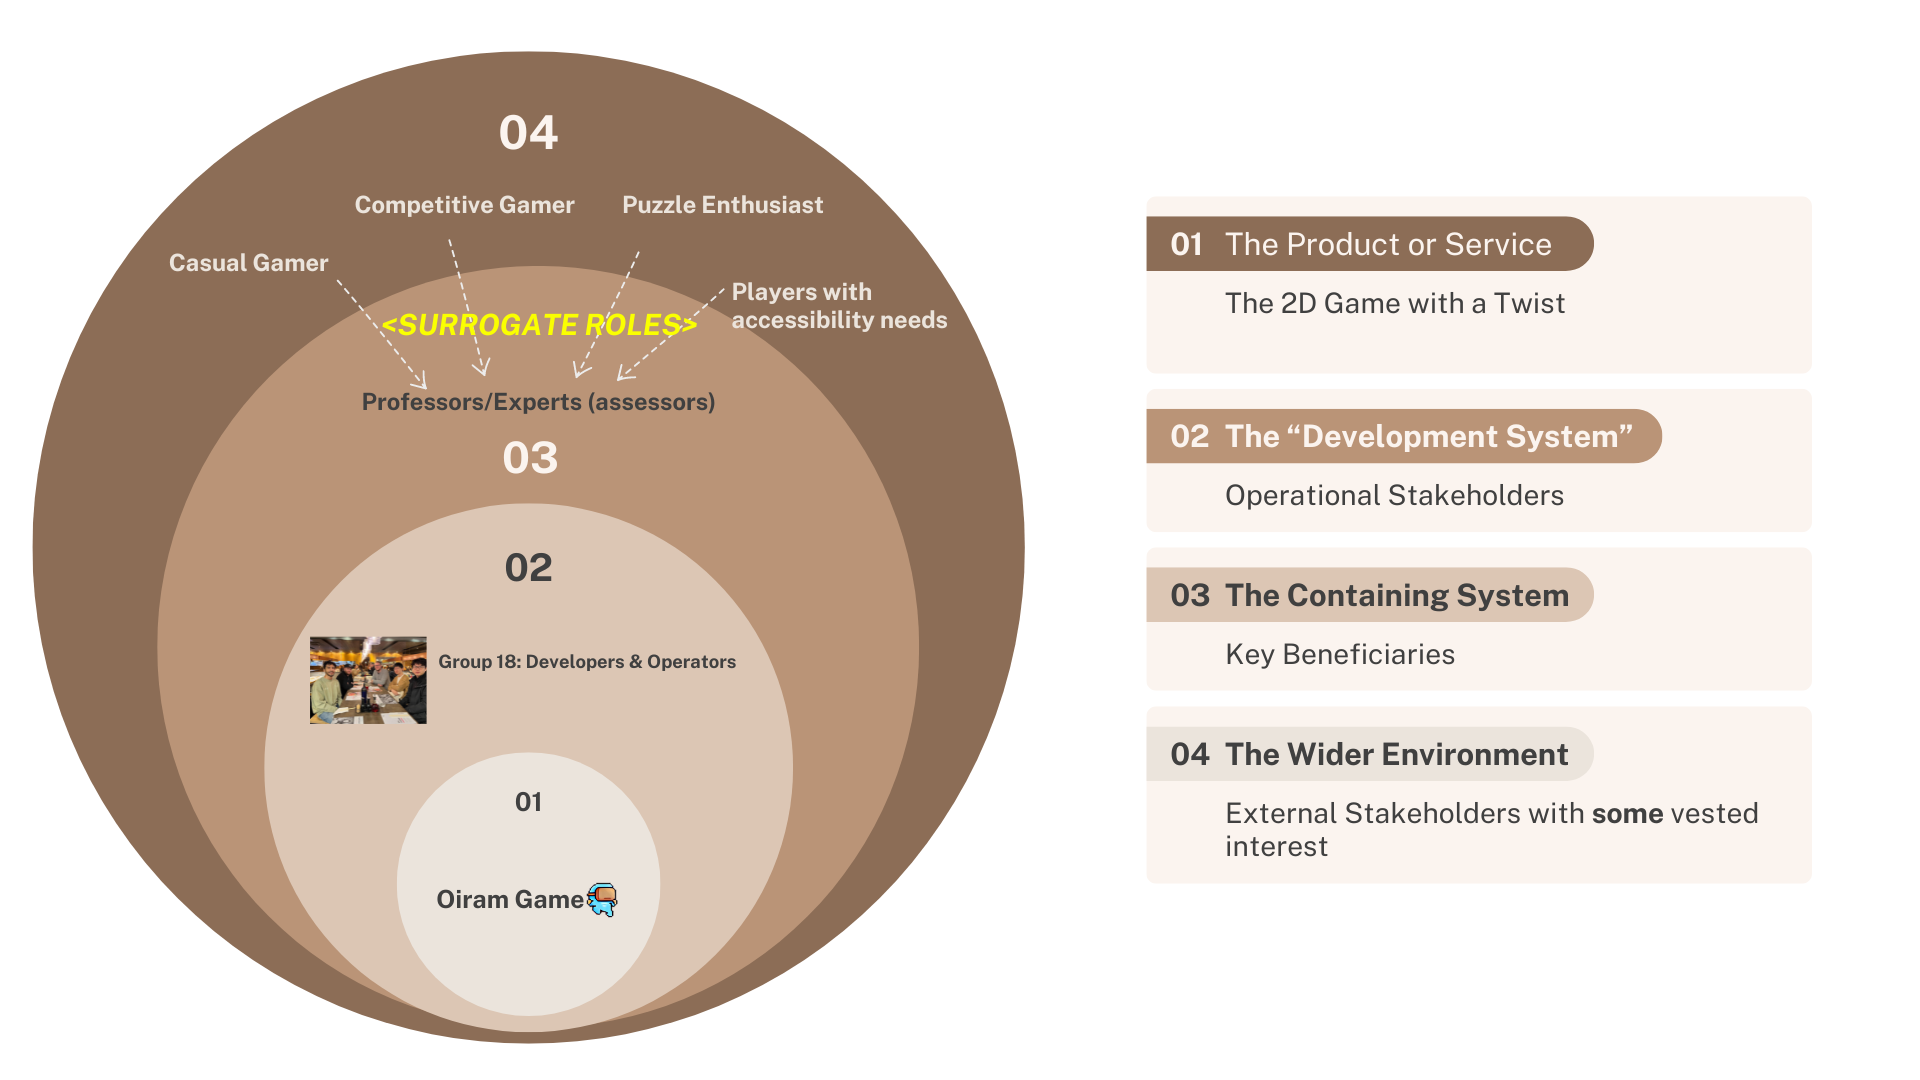 04
Competitive Gamer
Puzzle Enthusiast
Casual Gamer
Players with
accessibility needs
<SURROGATE ROLES>
Professors/Experts (assessors)
03
02
Group 18: Developers & Operators
01
Oiram Game
01 The Product or Service
The 2D Game with a Twist
02 The “Development System”
Operational Stakeholders
03 The Containing System
Key Beneficiaries
04 The Wider Environment
External Stakeholders with some vested
interest